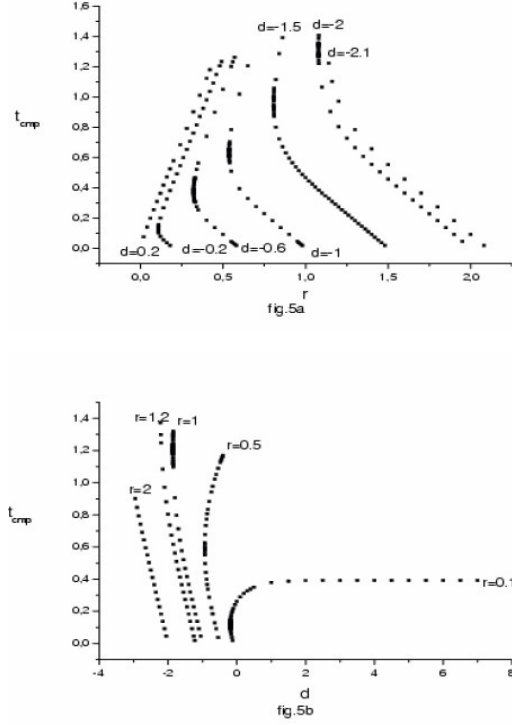 1,6
1,4
1,2
1,0
0,8
0,6
0,4
0,2
0,0
t_cmp
d=-1.5
d=-2
d=-2.1
d=0.2
d=-0.2
d=-0.6
d=-1
0,0
0,5
1,0
1,5
2,0
r
fig.5a
1,4
1,2
1,0
0,8
0,6
0,4
0,2
0,0
t_cmp
r=1,2
r=1
r=0.5
r=2
r=0.1
-4
-2
0
2
4
6
8
d
fig.5b